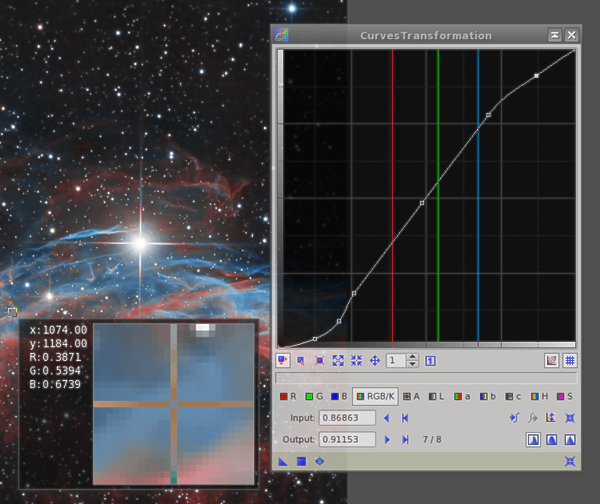 CurvesTransformation
x:1074.00
y:1184.00
R:0.3871
G:0.5394
B:0.6739
1
R G B RGB/K A L a b c H S
Input: 0.86863
Output: 0.91153 7 / 8